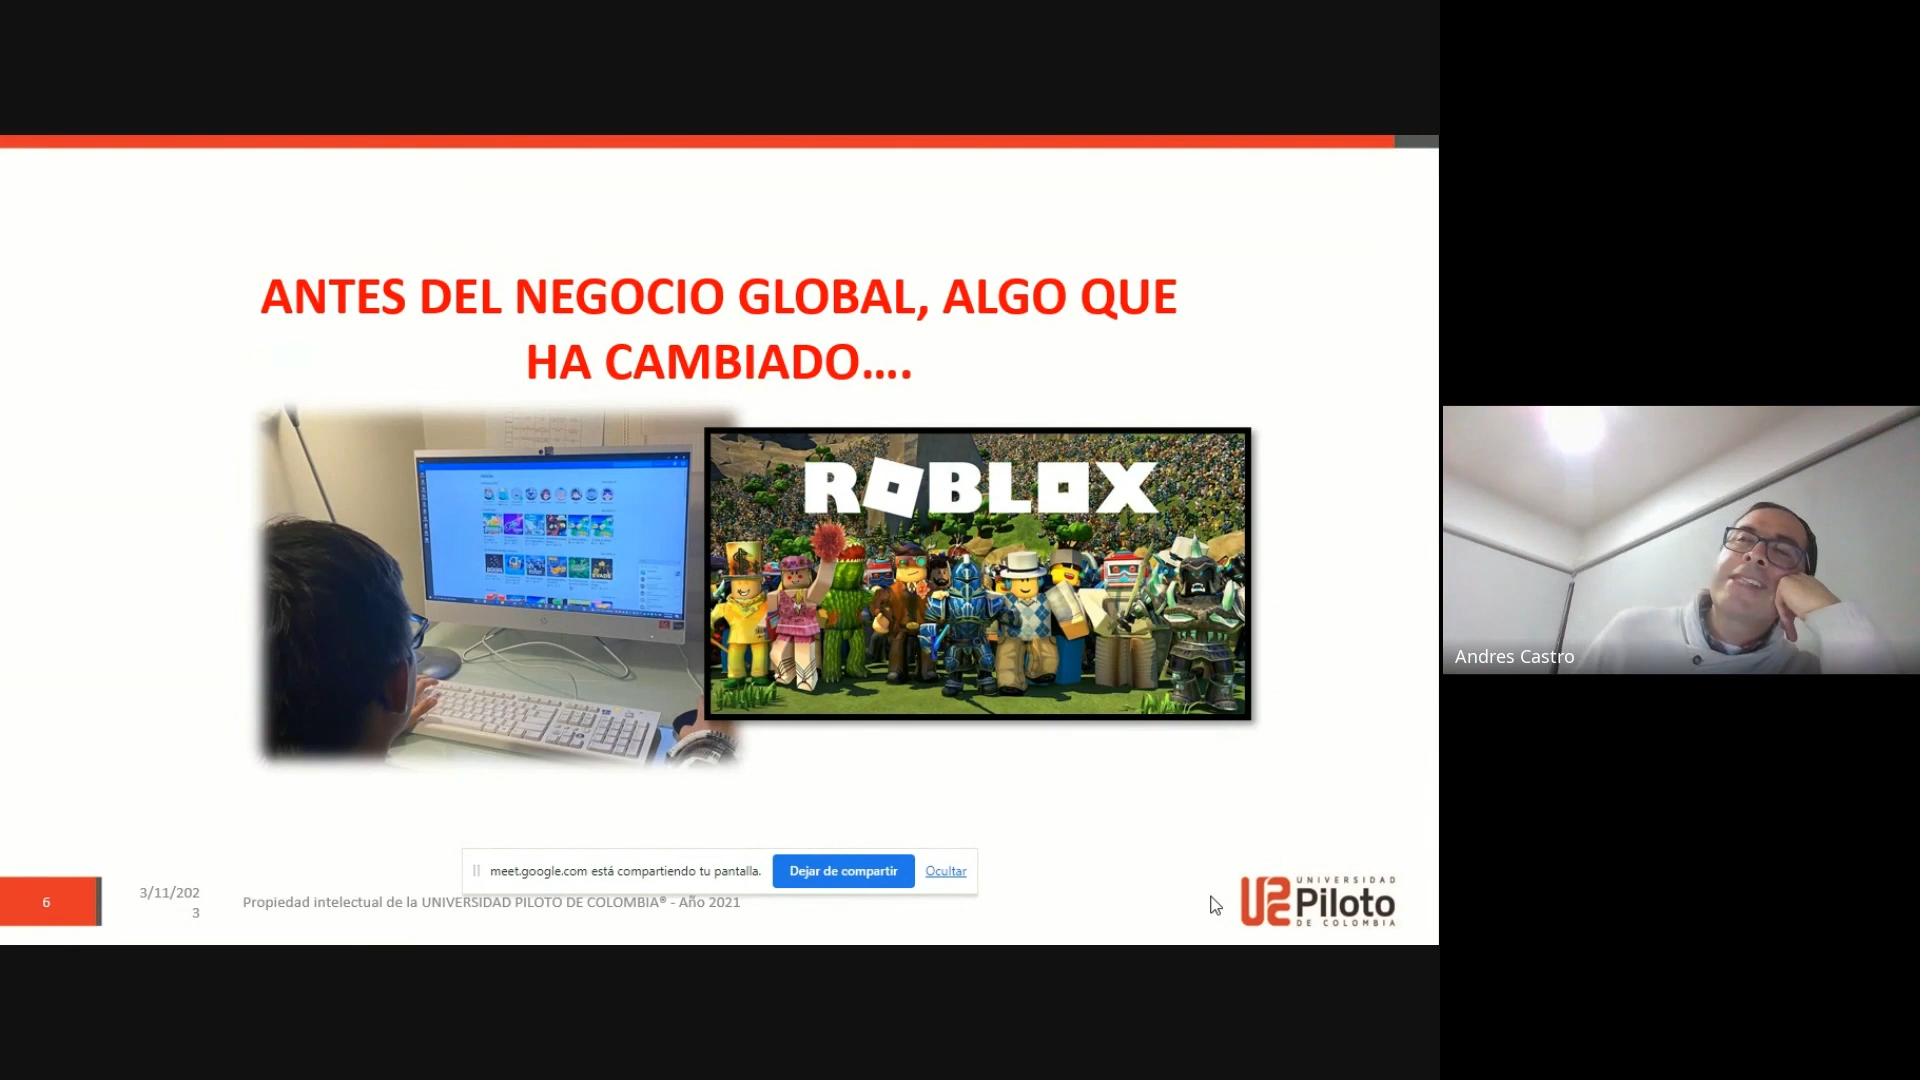 ANTES DEL NEGOCIO GLOBAL, ALGO QUE
HA CAMBIADO....
ROBLOX
Andres Castro
meet.google.com está compartiendo tu pantalla.
Dejar de compartir
Ocultar
6
3/11/202
3
Propiedad intelectual de la UNIVERSIDAD PILOTO DE COLOMBIA® - Año 2021
UNIVERSIDAD
Piloto
DE COLOMBIA